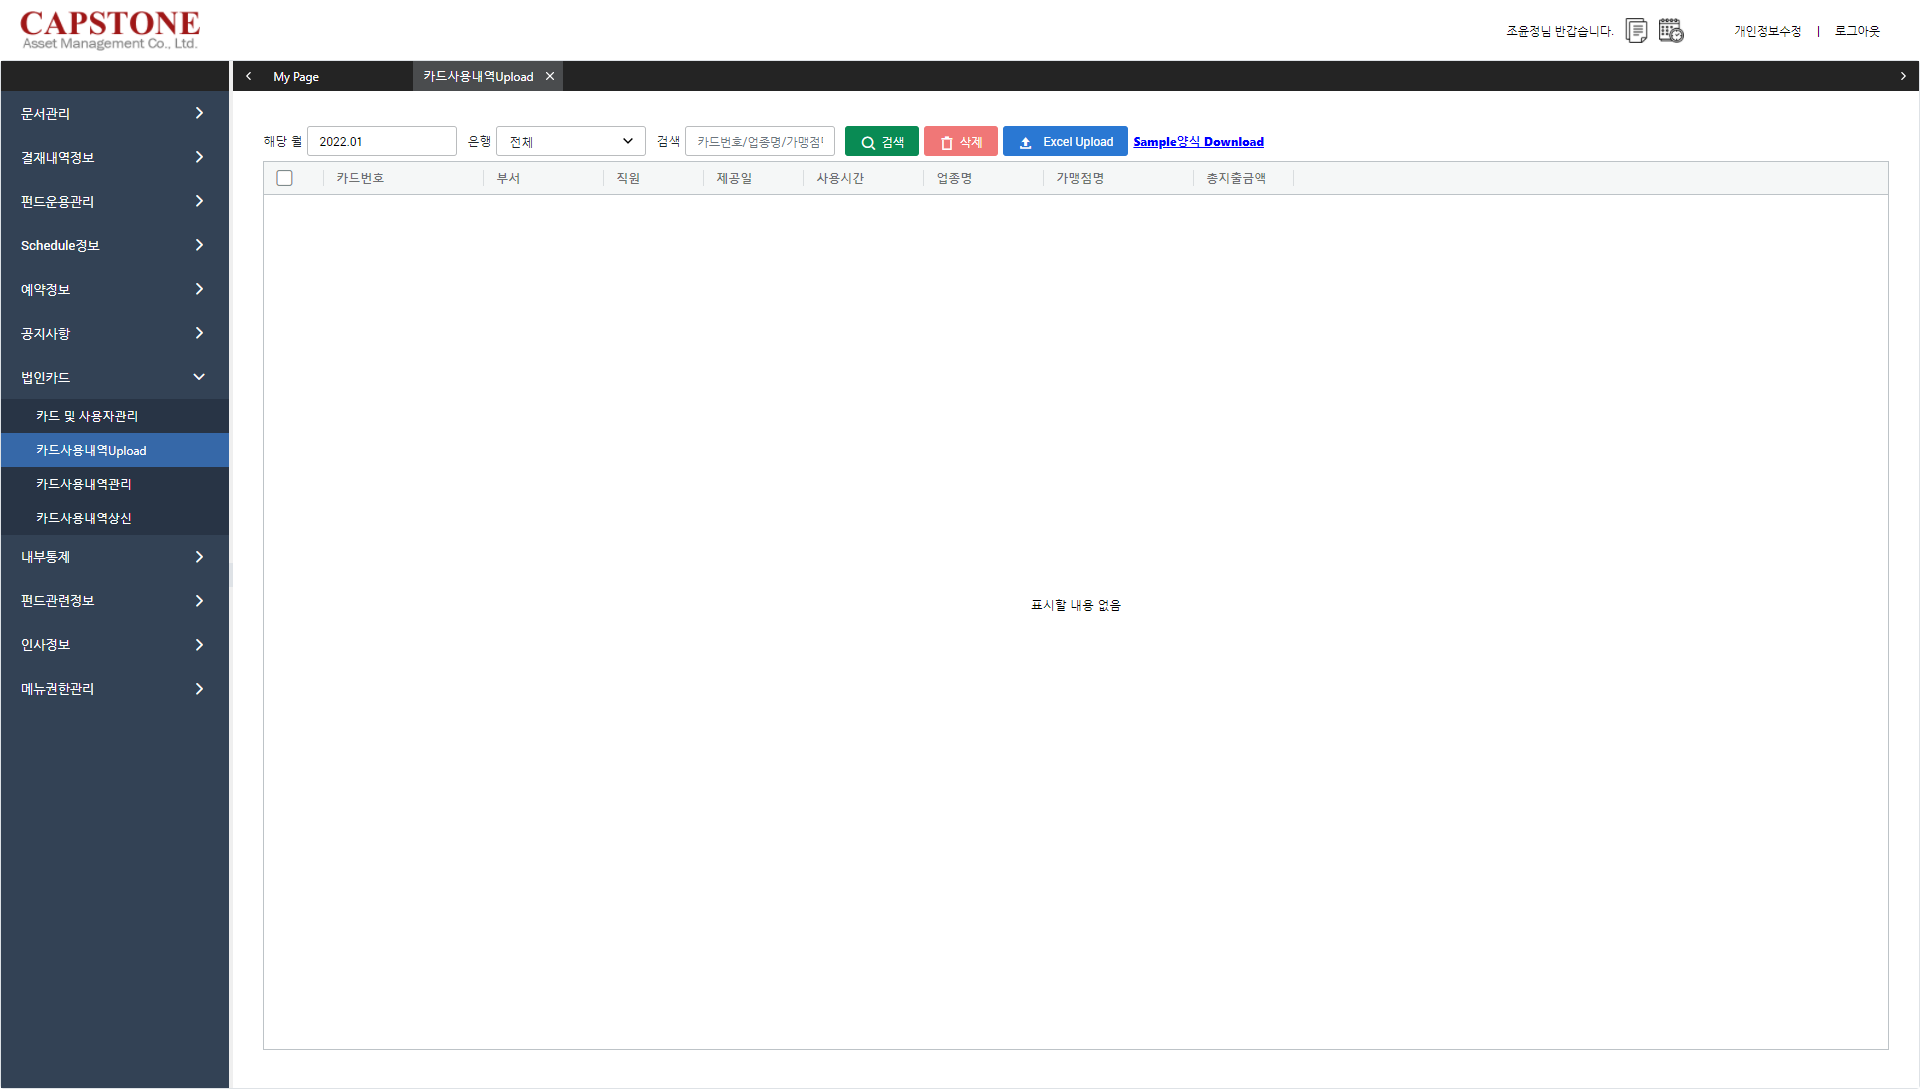 CAPSTONE
Asset Management Co., Ltd.
조윤정님 반갑습니다.
개인정보수정 | 로그아웃
My Page
카드사용내역Upload
문서관리
결재내역정보
펀드운용관리
Schedule정보
예약정보
공지사항
법인카드
카드 및 사용자관리
카드사용내역Upload
카드사용내역관리
카드사용내역상신
내부통제
펀드관련정보
인사정보
메뉴권한관리
해당 월 2022.01 은행 전체 검색 카드번호/업종명/가맹점 검색 삭제 Excel Upload Sample양식 Download
카드번호 부서 직원 제공일 사용시간 업종명 가맹점명 총지출금액
표시할 내용 없음